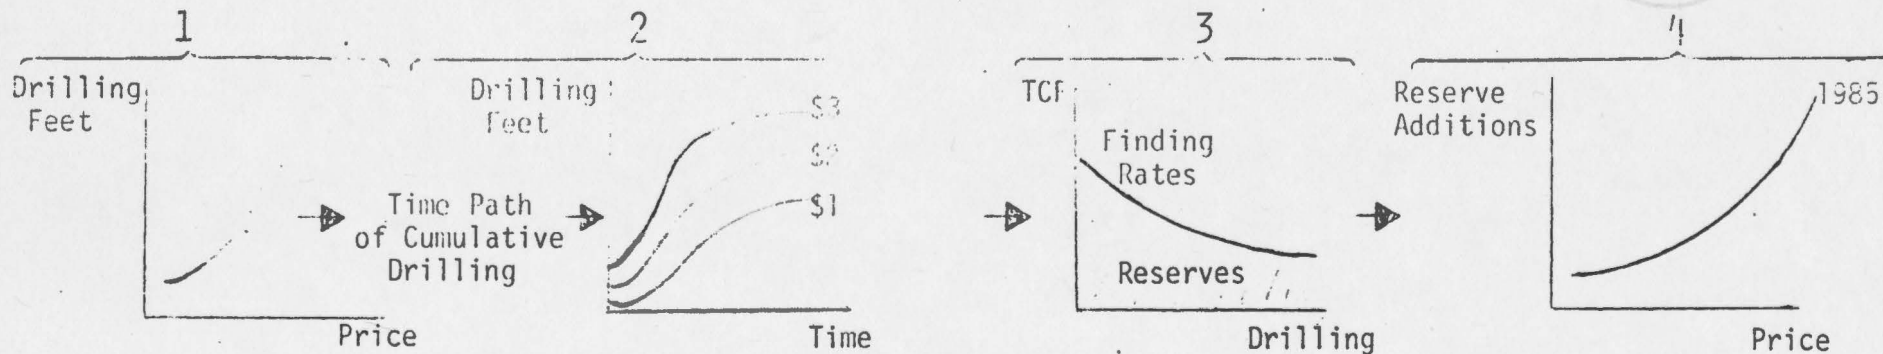 1
2
3
4
Drilling
Feet
Price
Time Path
of Cumulative
Drilling
Drilling
Feet
$3
$2
$1
Time
TCF
Finding
Rates
Reserves
Drilling
Reserve
Additions
1985
Price